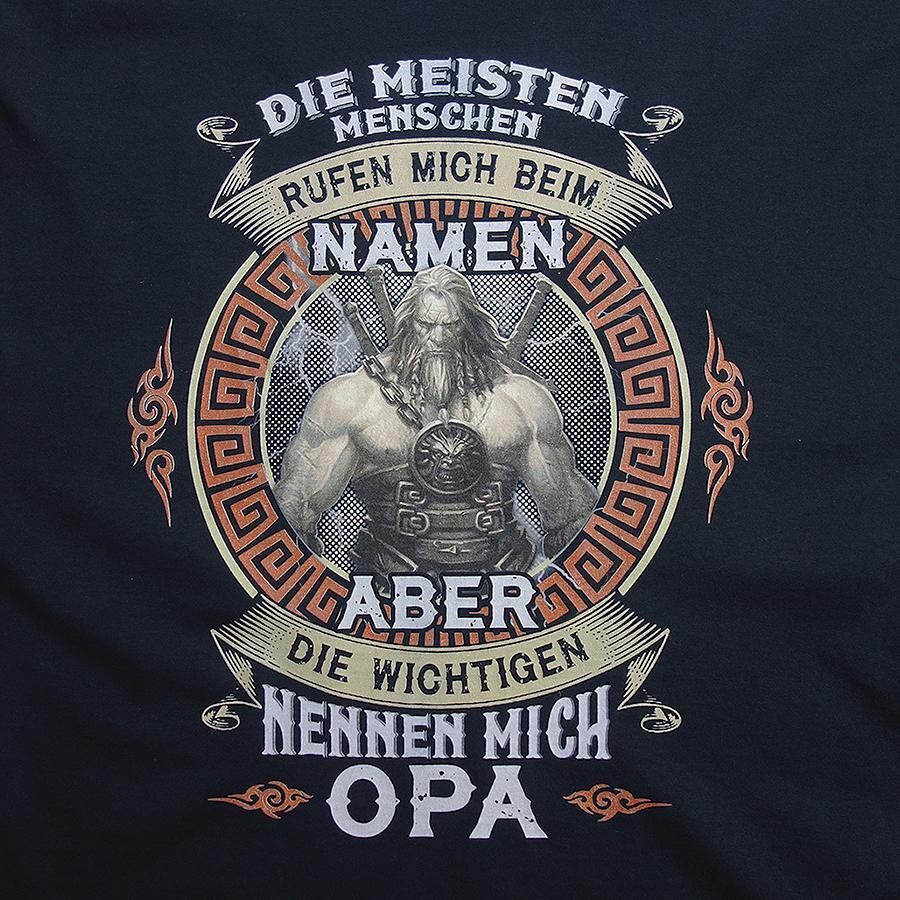 DIE MEISTEN
MENSCHEN
RUFEN MICH BEIM
NAMEN
ABER
DIE WICHTIGEN
NENNEN MICH
OPA